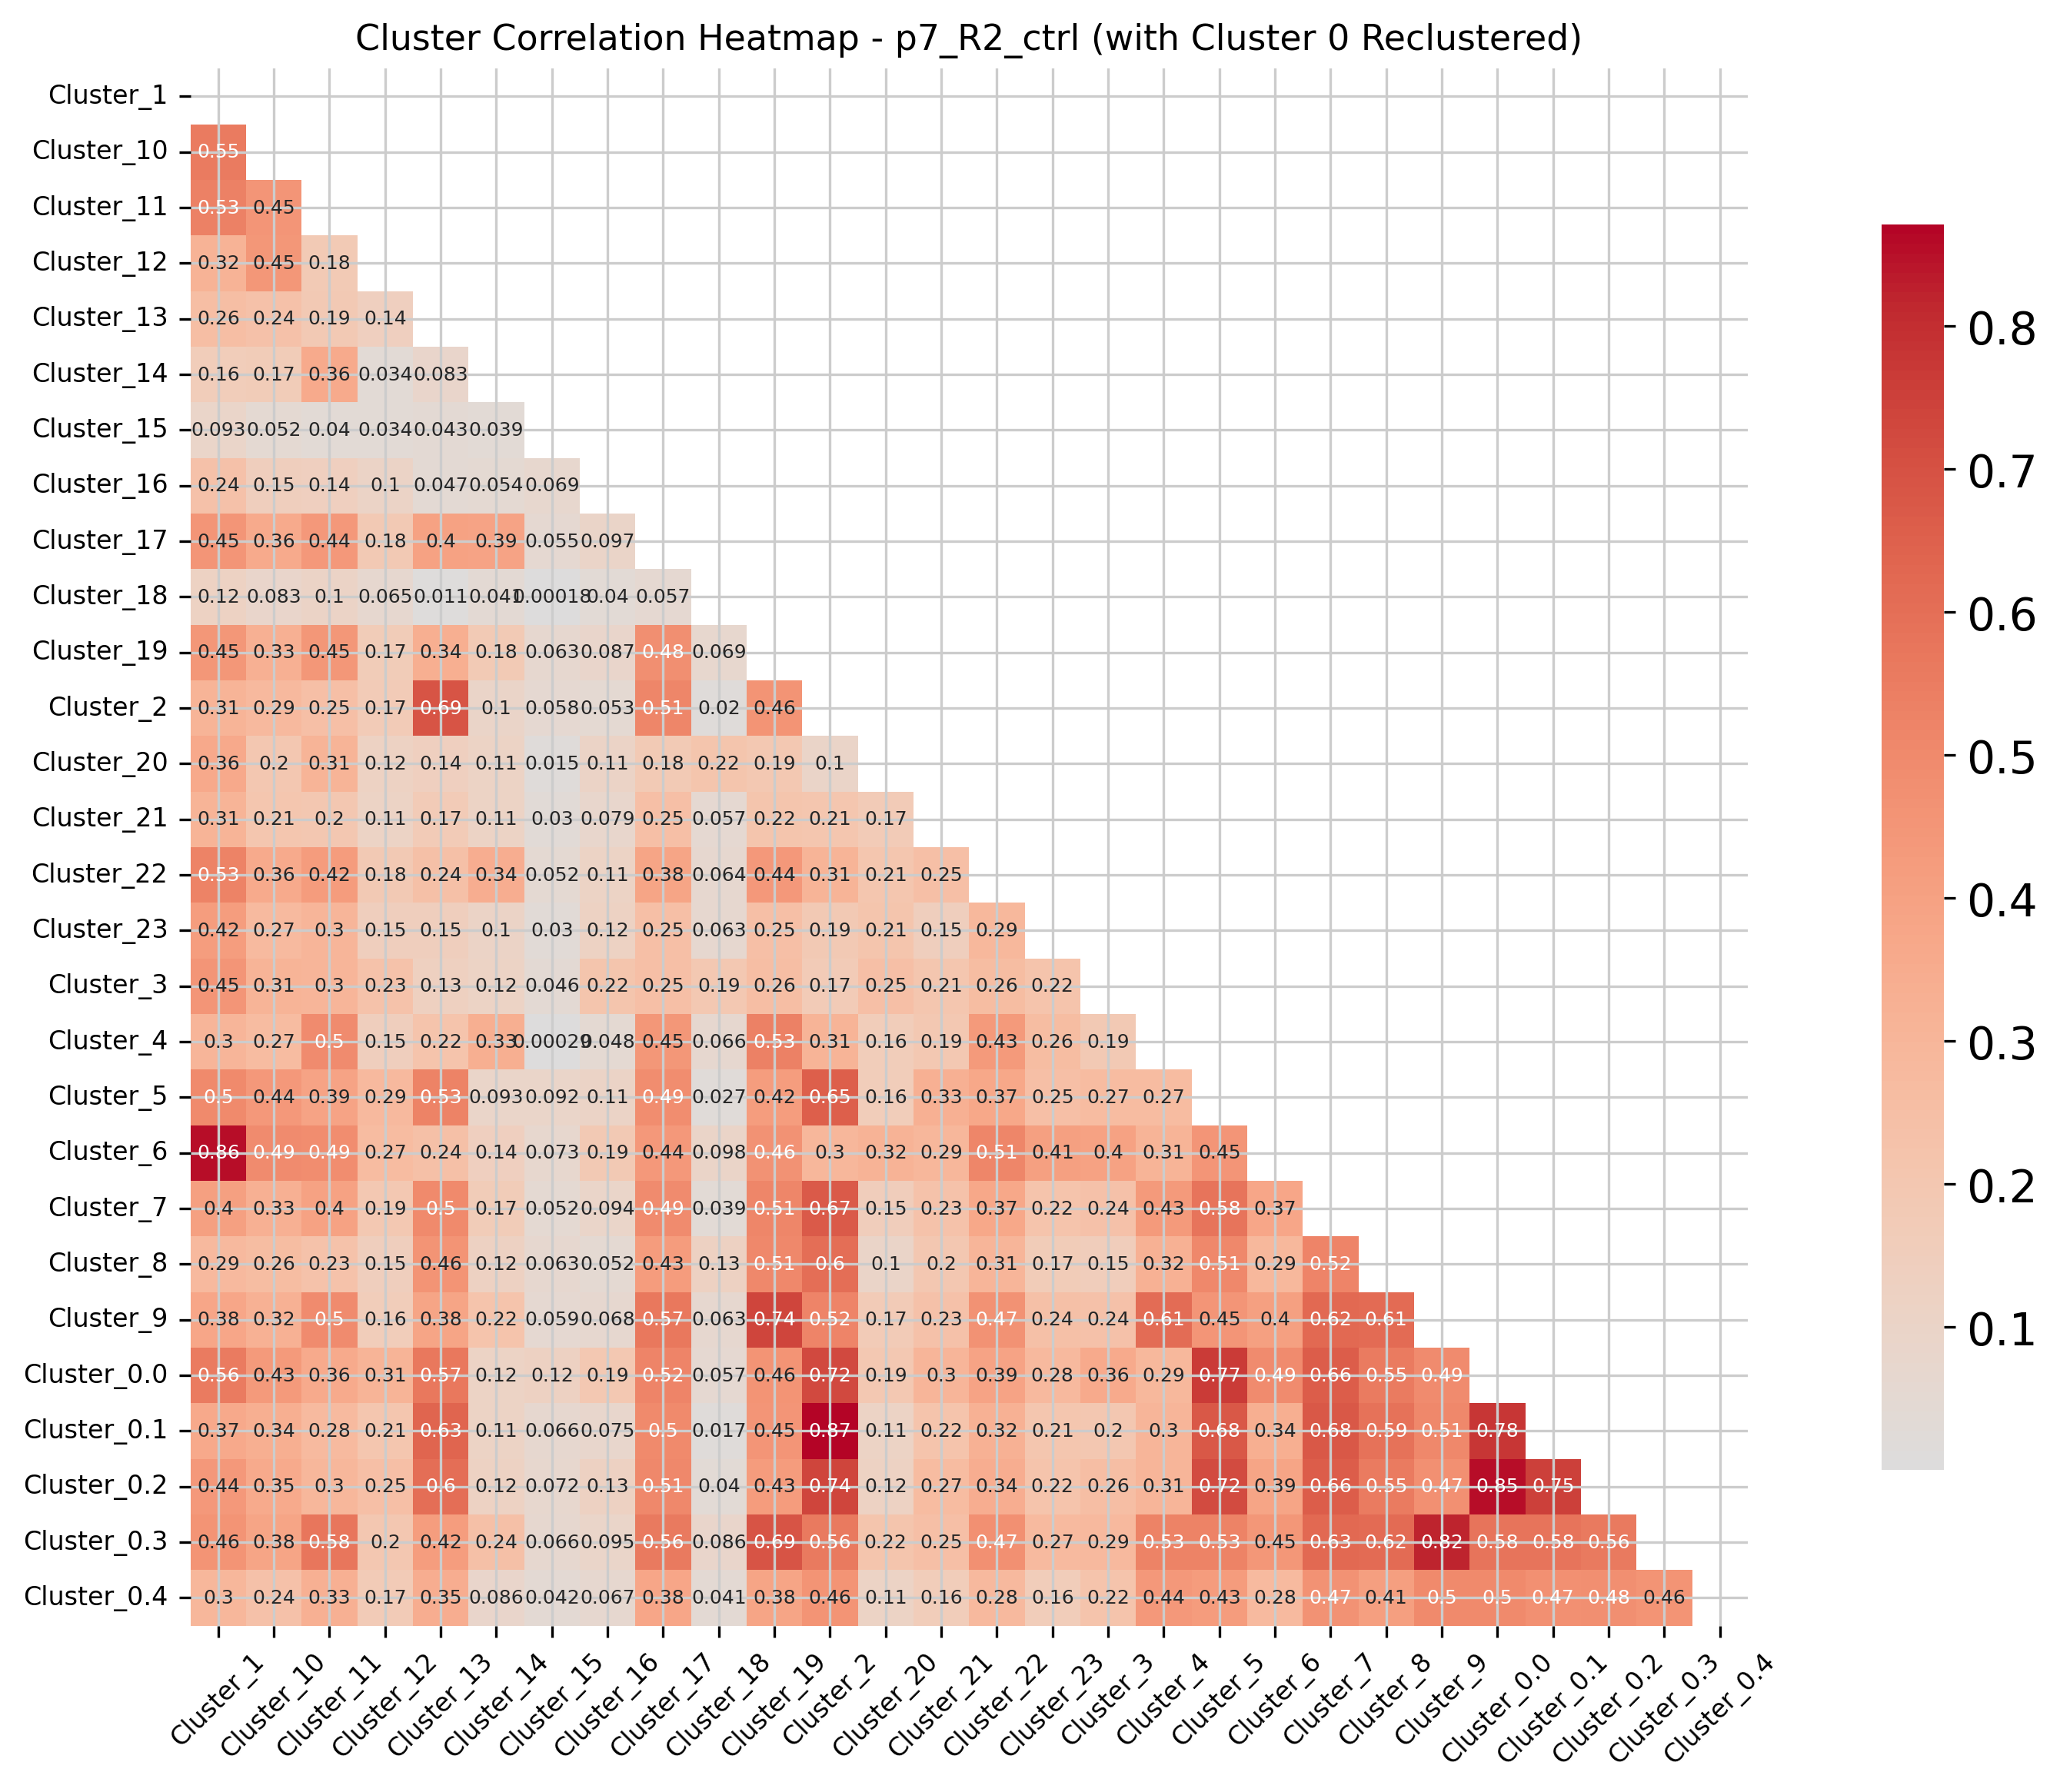 Cluster Correlation Heatmap - p7_R2_ctrl (with Cluster 0 Reclustered)
Cluster_1
Cluster_10 0.55
Cluster_11 0.53 0.45
Cluster_12 0.32 0.45 0.18
Cluster_13 0.26 0.24 0.19 0.14
Cluster_14 0.16 0.17 0.36 0.034 0.083
Cluster_15 0.093 0.052 0.04 0.034 0.043 0.039
Cluster_16 0.24 0.15 0.14 0.1 0.047 0.054 0.069
Cluster_17 0.45 0.36 0.44 0.18 0.4 0.39 0.055 0.097
Cluster_18 0.12 0.083 0.1 0.065 0.011 0.041 0.00018 0.04 0.057
Cluster_19 0.45 0.33 0.45 0.17 0.34 0.18 0.063 0.087 0.48 0.069
Cluster_2 0.31 0.29 0.25 0.17 0.69 0.1 0.058 0.053 0.51 0.02 0.46
Cluster_20 0.36 0.2 0.31 0.12 0.14 0.11 0.015 0.11 0.18 0.22 0.19 0.1
Cluster_21 0.31 0.21 0.2 0.11 0.17 0.11 0.03 0.079 0.25 0.057 0.22 0.21 0.17
Cluster_22 0.53 0.36 0.42 0.18 0.24 0.34 0.052 0.11 0.38 0.064 0.44 0.31 0.21 0.25
Cluster_23 0.42 0.27 0.3 0.15 0.15 0.1 0.03 0.12 0.25 0.063 0.25 0.19 0.21 0.15 0.29
Cluster_3 0.45 0.31 0.3 0.23 0.13 0.12 0.046 0.22 0.25 0.19 0.26 0.17 0.25 0.21 0.26 0.22
Cluster_4 0.3 0.27 0.5 0.15 0.22 0.33 0.00029 0.048 0.45 0.066 0.53 0.31 0.16 0.19 0.43 0.26 0.19
Cluster_5 0.5 0.44 0.39 0.29 0.53 0.093 0.092 0.11 0.49 0.027 0.42 0.65 0.16 0.33 0.37 0.25 0.27 0.27
Cluster_6 0.86 0.49 0.49 0.27 0.24 0.14 0.073 0.19 0.44 0.098 0.46 0.3 0.32 0.29 0.51 0.41 0.4 0.31 0.45
Cluster_7 0.4 0.33 0.4 0.19 0.5 0.17 0.052 0.094 0.49 0.039 0.51 0.67 0.15 0.23 0.37 0.22 0.24 0.43 0.58 0.37
Cluster_8 0.29 0.26 0.23 0.15 0.46 0.12 0.063 0.052 0.43 0.13 0.51 0.6 0.1 0.2 0.31 0.17 0.15 0.32 0.51 0.29 0.52
Cluster_9 0.38 0.32 0.5 0.16 0.38 0.22 0.059 0.068 0.57 0.063 0.74 0.52 0.17 0.23 0.47 0.24 0.24 0.61 0.45 0.4 0.62 0.61
Cluster_0.0 0.56 0.43 0.36 0.31 0.57 0.12 0.12 0.19 0.52 0.057 0.46 0.72 0.19 0.3 0.39 0.28 0.36 0.29 0.77 0.49 0.66 0.55 0.49
Cluster_0.1 0.37 0.34 0.28 0.21 0.63 0.11 0.066 0.075 0.5 0.017 0.45 0.87 0.11 0.22 0.32 0.21 0.2 0.3 0.68 0.34 0.68 0.59 0.51 0.78
Cluster_0.2 0.44 0.35 0.3 0.25 0.6 0.12 0.072 0.13 0.51 0.04 0.43 0.74 0.12 0.27 0.34 0.22 0.26 0.31 0.72 0.39 0.66 0.55 0.47 0.85 0.75
Cluster_0.3 0.46 0.38 0.58 0.2 0.42 0.24 0.066 0.095 0.56 0.086 0.69 0.56 0.22 0.25 0.47 0.27 0.29 0.53 0.53 0.45 0.63 0.62 0.82 0.58 0.58 0.56
Cluster_0.4 0.3 0.24 0.33 0.17 0.35 0.086 0.042 0.067 0.38 0.041 0.38 0.46 0.11 0.16 0.28 0.16 0.22 0.44 0.43 0.28 0.47 0.41 0.5 0.5 0.47 0.48 0.46
Cluster_1 Cluster_10 Cluster_11 Cluster_12 Cluster_13 Cluster_14 Cluster_15 Cluster_16 Cluster_17 Cluster_18 Cluster_19 Cluster_2 Cluster_20 Cluster_21 Cluster_22 Cluster_23 Cluster_3 Cluster_4 Cluster_5 Cluster_6 Cluster_7 Cluster_8 Cluster_9 Cluster_0.0 Cluster_0.1 Cluster_0.2 Cluster_0.3 Cluster_0.4
0.8
0.7
0.6
0.5
0.4
0.3
0.2
0.1